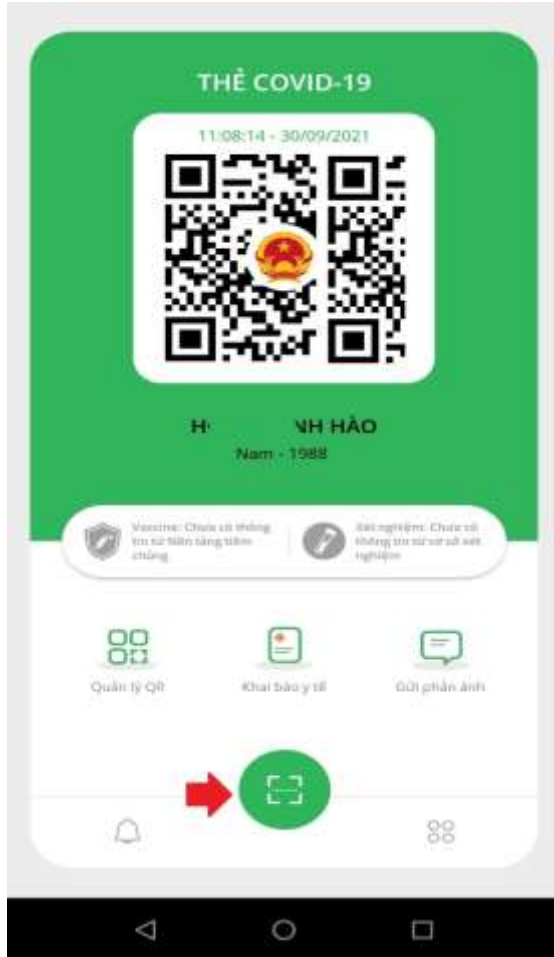 THẺ COVID-19
11:08:14 - 30/09/2021
NH HÀO
Nam - 1988
Vaccine: Chưa có thông
tin từ Nền tảng tiêm
chủng
Xét nghiệm: Chưa có
thông tin từ cơ sở xét
nghiệm
Quản lý QR
Khai báo y tế
Gửi phản ánh